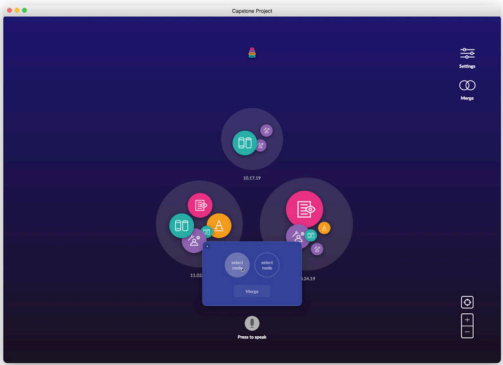 Capstone Project
Settings
Merge
10.17.19
select
node
select
node
Merge
Press to speak